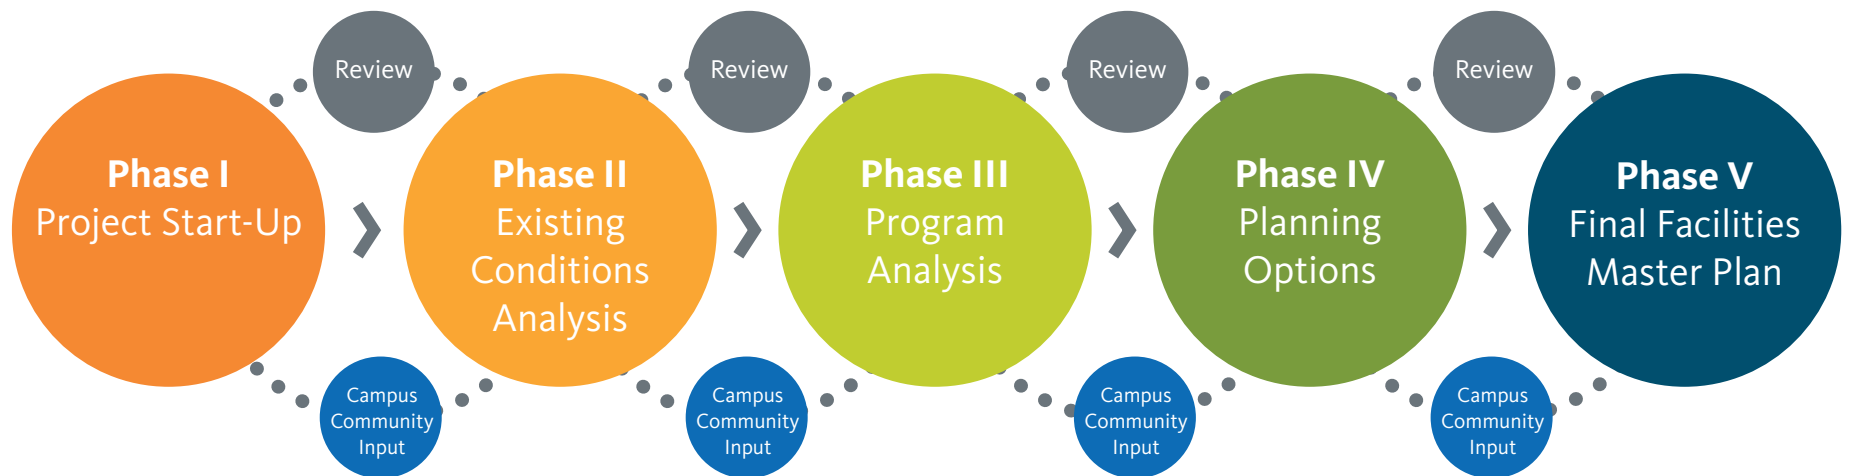 Review
Review
Review
Review
Phase I
Project Start-Up
Phase II
Existing
Conditions
Analysis
Phase III
Program
Analysis
Phase IV
Planning
Options
Phase V
Final Facilities
Master Plan
Campus
Community
Input
Campus
Community
Input
Campus
Community
Input
Campus
Community
Input